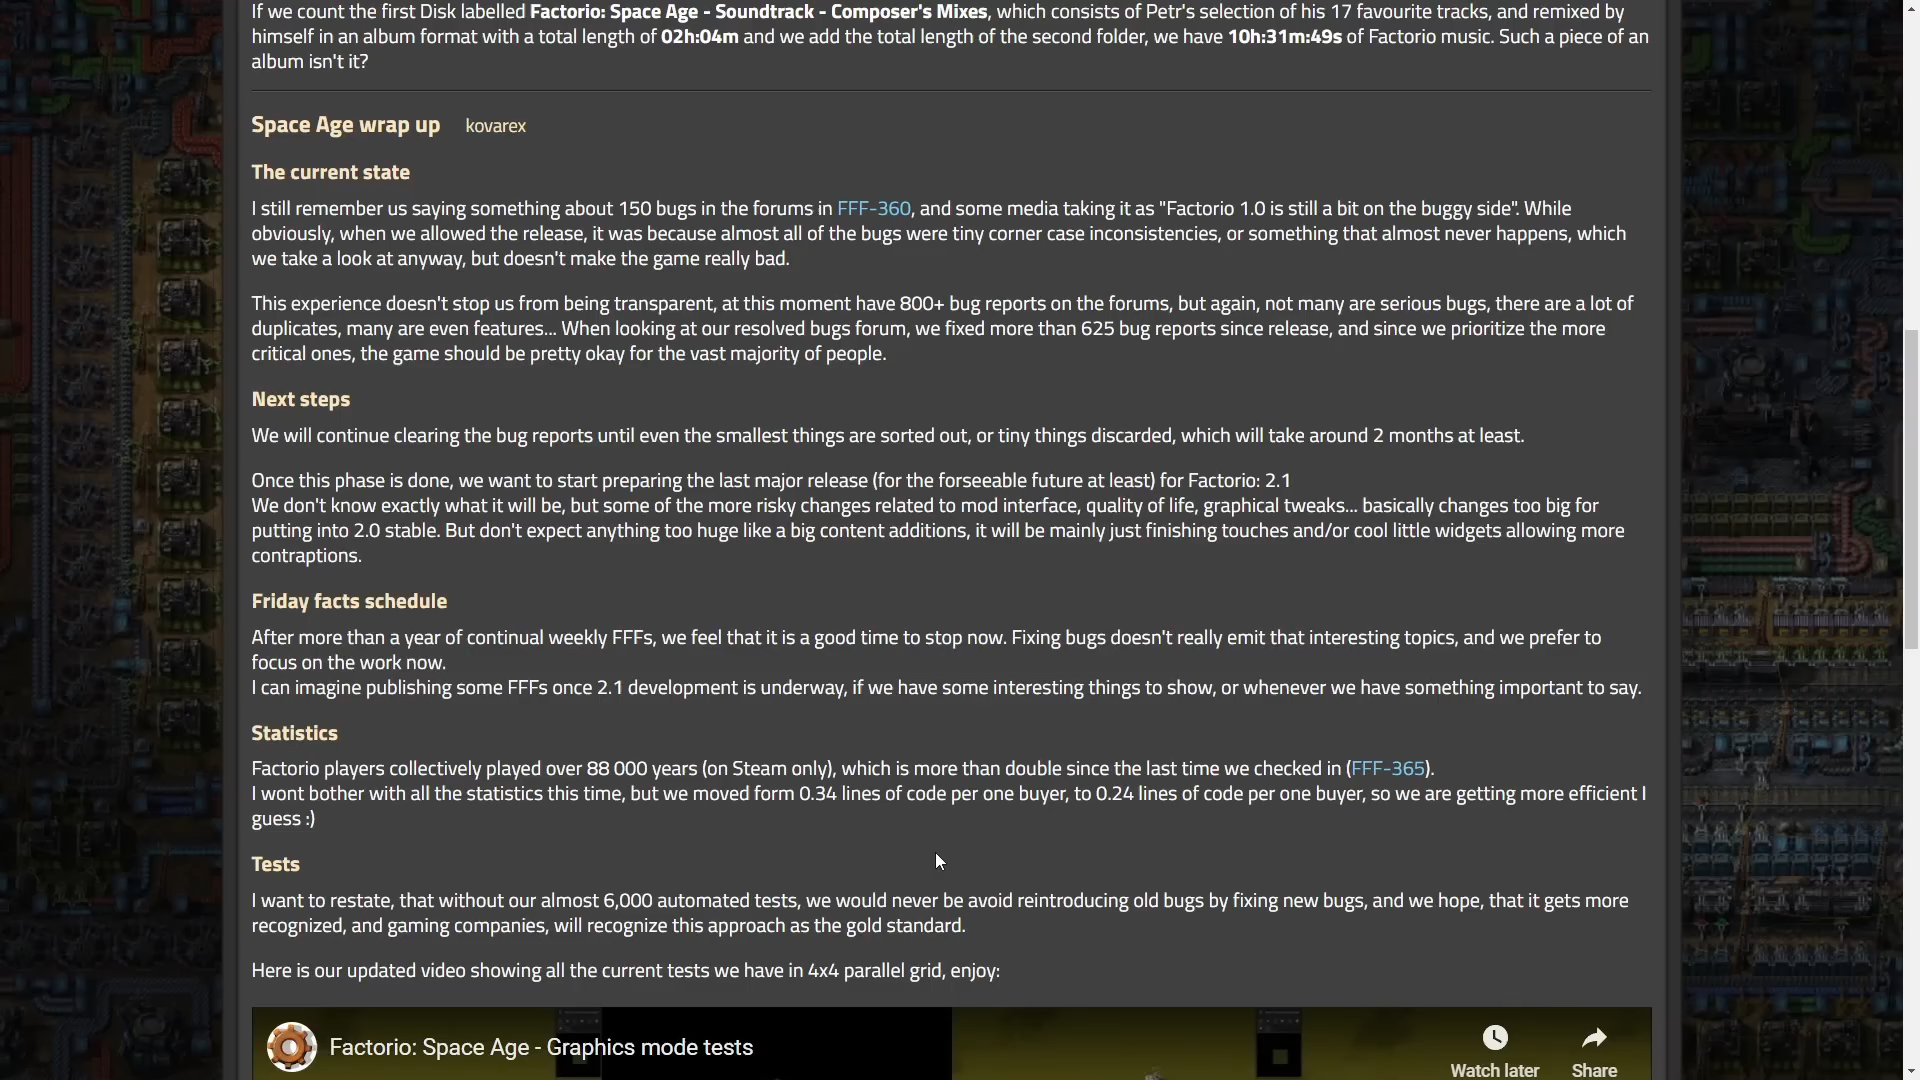 If we count the first Disk labelled Factorio: Space Age - Soundtrack - Composer's Mixes, which consists of Petr's selection of his 17 favourite tracks, and remixed by
himself in an album format with a total length of 02h:04m and we add the total length of the second folder, we have 10h:31m:49s of Factorio music. Such a piece of an
album isn't it?
Space Age wrap up kovarex
The current state
I still remember us saying something about 150 bugs in the forums in FFF-360, and some media taking it as "Factorio 1.0 is still a bit on the buggy side". While
obviously, when we allowed the release, it was because almost all of the bugs were tiny corner case inconsistencies, or something that almost never happens, which
we take a look at anyway, but doesn't make the game really bad.
This experience doesn't stop us from being transparent, at this moment have 800+ bug reports on the forums, but again, not many are serious bugs, there are a lot of
duplicates, many are even features... When looking at our resolved bugs forum, we fixed more than 625 bug reports since release, and since we prioritize the more
critical ones, the game should be pretty okay for the vast majority of people.
Next steps
We will continue clearing the bug reports until even the smallest things are sorted out, or tiny things discarded, which will take around 2 months at least.
Once this phase is done, we want to start preparing the last major release (for the forseeable future at least) for Factorio: 2.1
We don't know exactly what it will be, but some of the more risky changes related to mod interface, quality of life, graphical tweaks... basically changes too big for
putting into 2.0 stable. But don't expect anything too huge like a big content additions, it will be mainly just finishing touches and/or cool little widgets allowing more
contraptions.
Friday facts schedule
After more than a year of continual weekly FFFs, we feel that it is a good time to stop now. Fixing bugs doesn't really emit that interesting topics, and we prefer to
focus on the work now.
I can imagine publishing some FFFs once 2.1 development is underway, if we have some interesting things to show, or whenever we have something important to say.
Statistics
Factorio players collectively played over 88 000 years (on Steam only), which is more than double since the last time we checked in (FFF-365).
I wont bother with all the statistics this time, but we moved form 0.34 lines of code per one buyer, to 0.24 lines of code per one buyer, so we are getting more efficient I
guess :)
Tests
I want to restate, that without our almost 6,000 automated tests, we would never be avoid reintroducing old bugs by fixing new bugs, and we hope, that it gets more
recognized, and gaming companies, will recognize this approach as the gold standard.
Here is our updated video showing all the current tests we have in 4x4 parallel grid, enjoy:
Factorio: Space Age - Graphics mode tests
Watch later Share